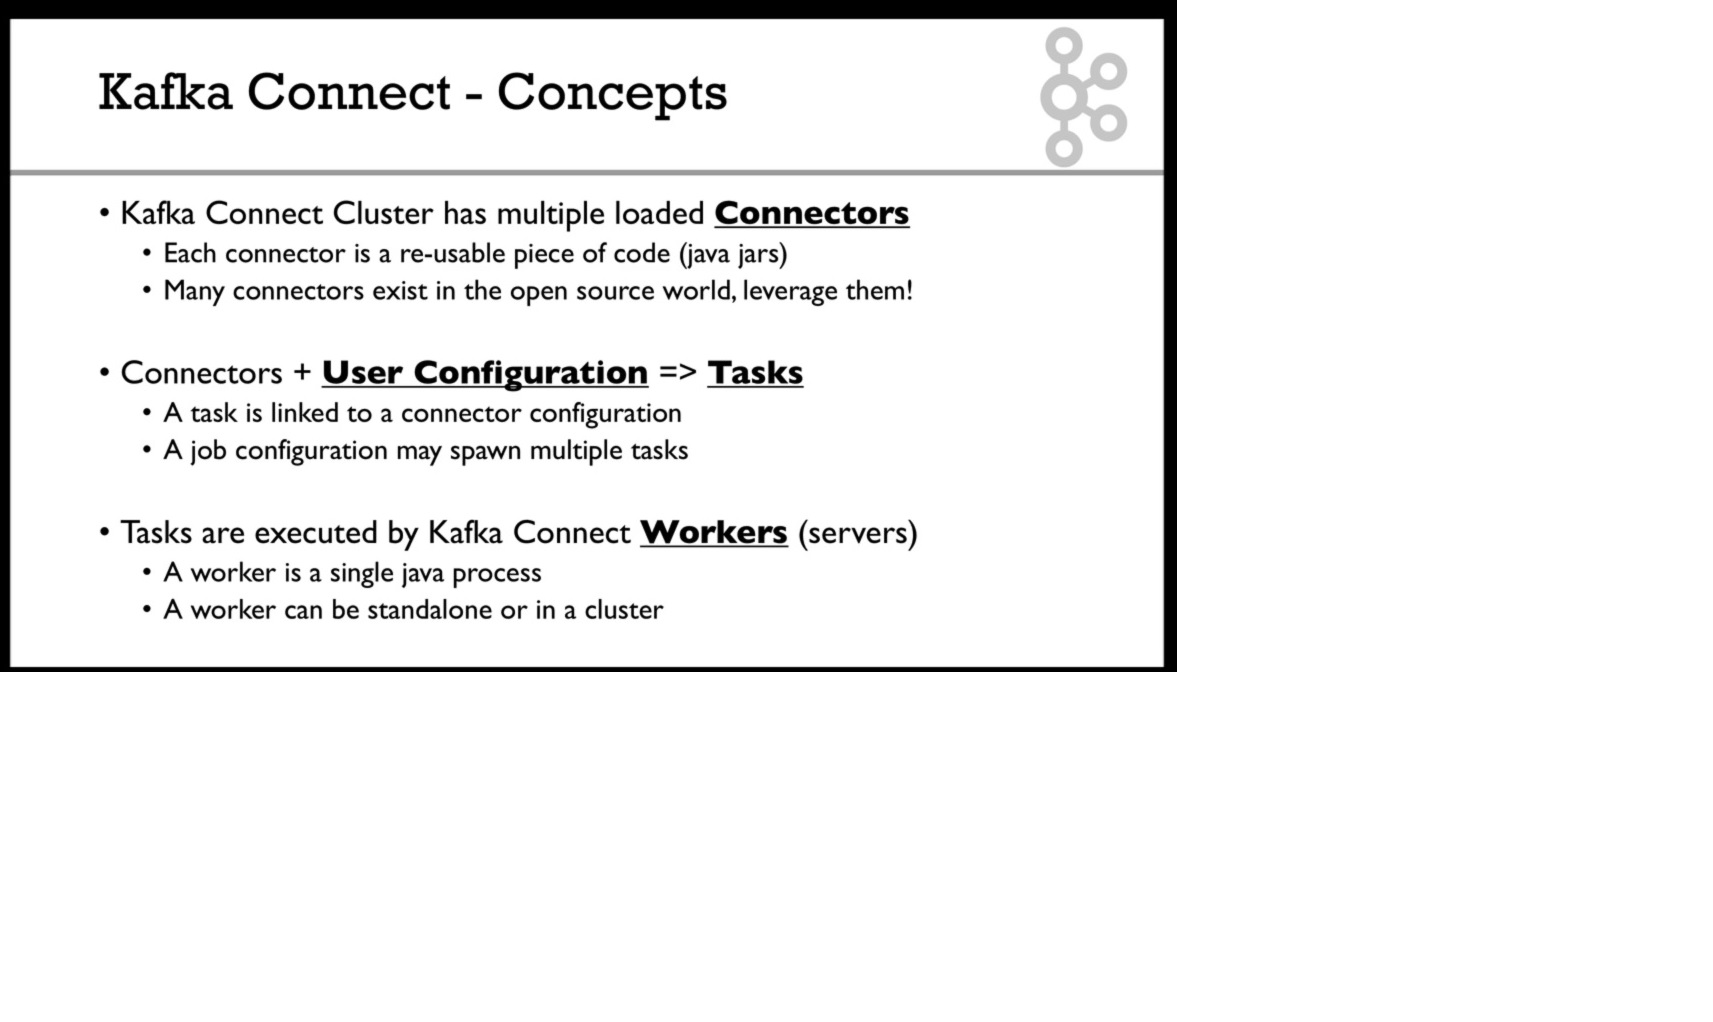 Kafka Connect - Concepts
• Kafka Connect Cluster has multiple loaded Connectors
• Each connector is a re-usable piece of code (java jars)
• Many connectors exist in the open source world, leverage them!
• Connectors + User Configuration => Tasks
• A task is linked to a connector configuration
• A job configuration may spawn multiple tasks
• Tasks are executed by Kafka Connect Workers (servers)
• A worker is a single java process
• A worker can be standalone or in a cluster